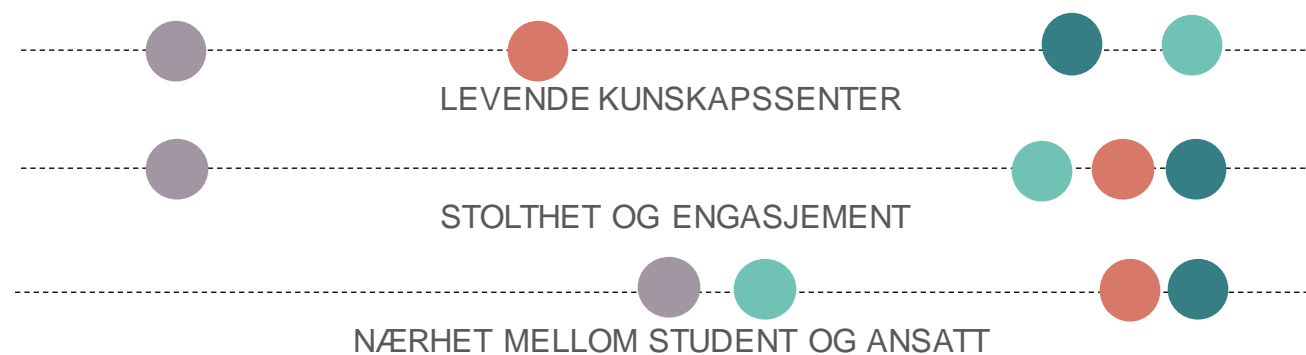 LEVENDE KUNSKAPSSENTER
STOLTHET OG ENGASJEMENT
NÆRHET MELLOM STUDENT OG ANSATT